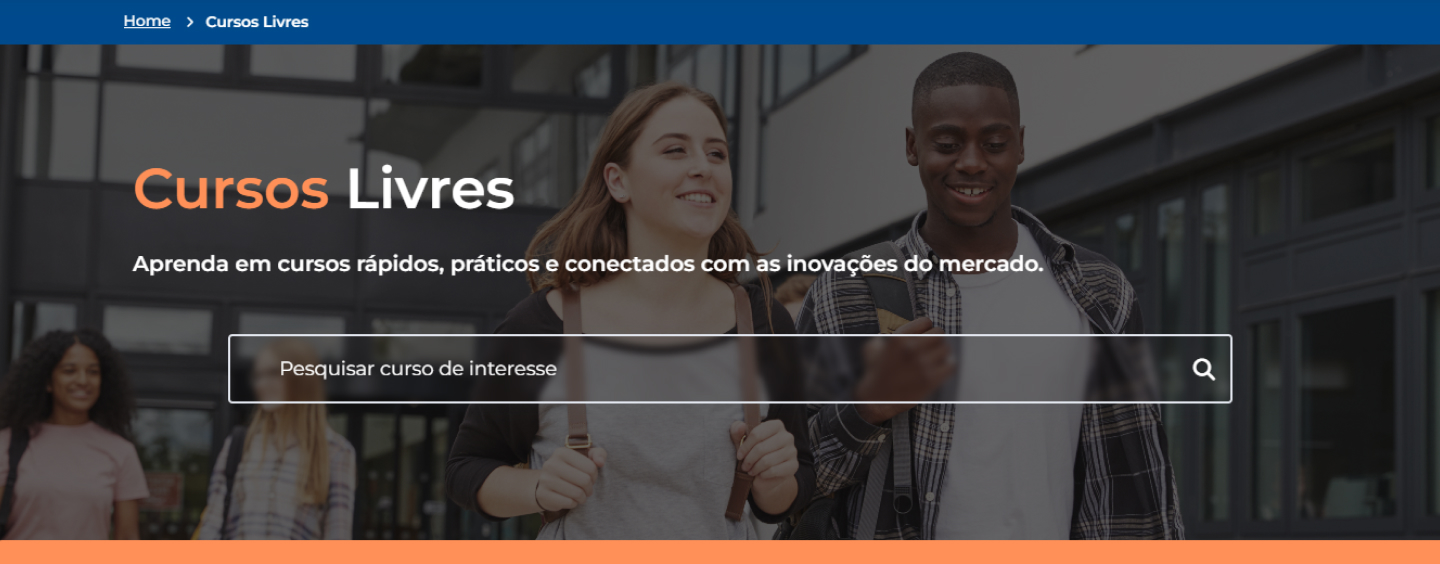 Home > Cursos Livres
Cursos Livres
Aprenda em cursos rápidos, práticos e conectados com as inovações do mercado.
Pesquisar curso de interesse